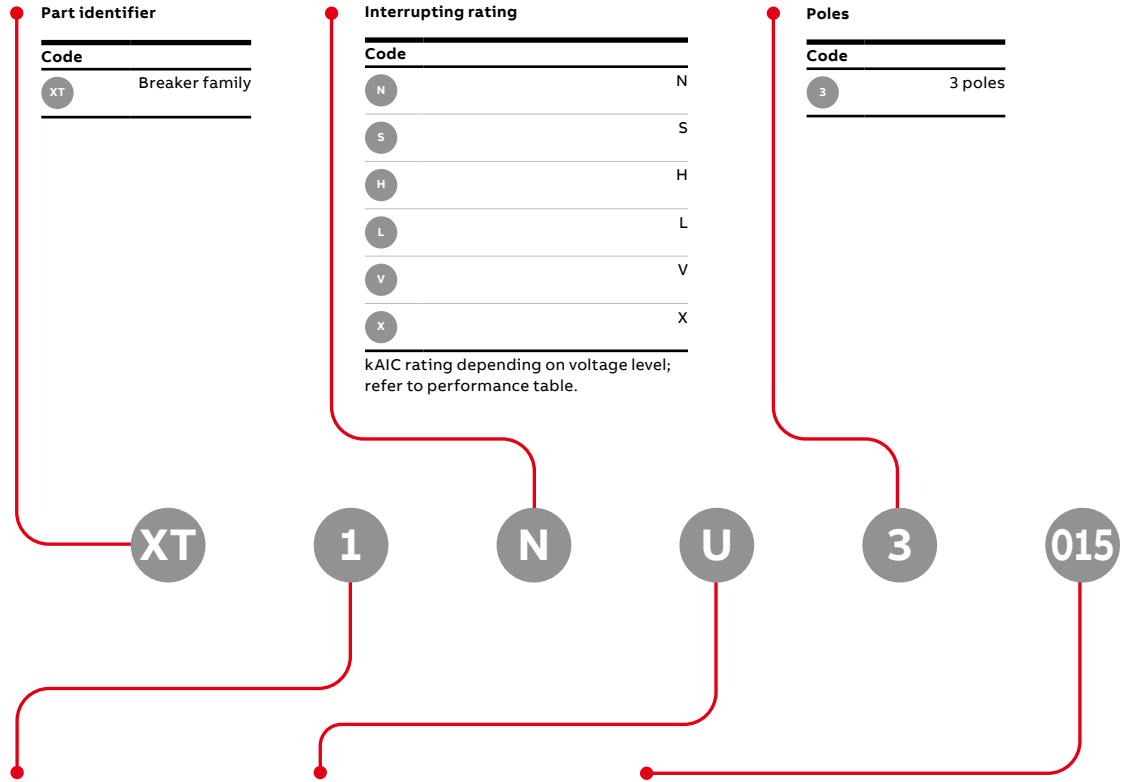 Part identifier
Code
XT Breaker family
Interrupting rating
Code
N N
S S
H H
L L
V V
X X
kAIC rating depending on voltage level;
refer to performance table.
Poles
Code
3 3 poles
XT 1 N U 3 015